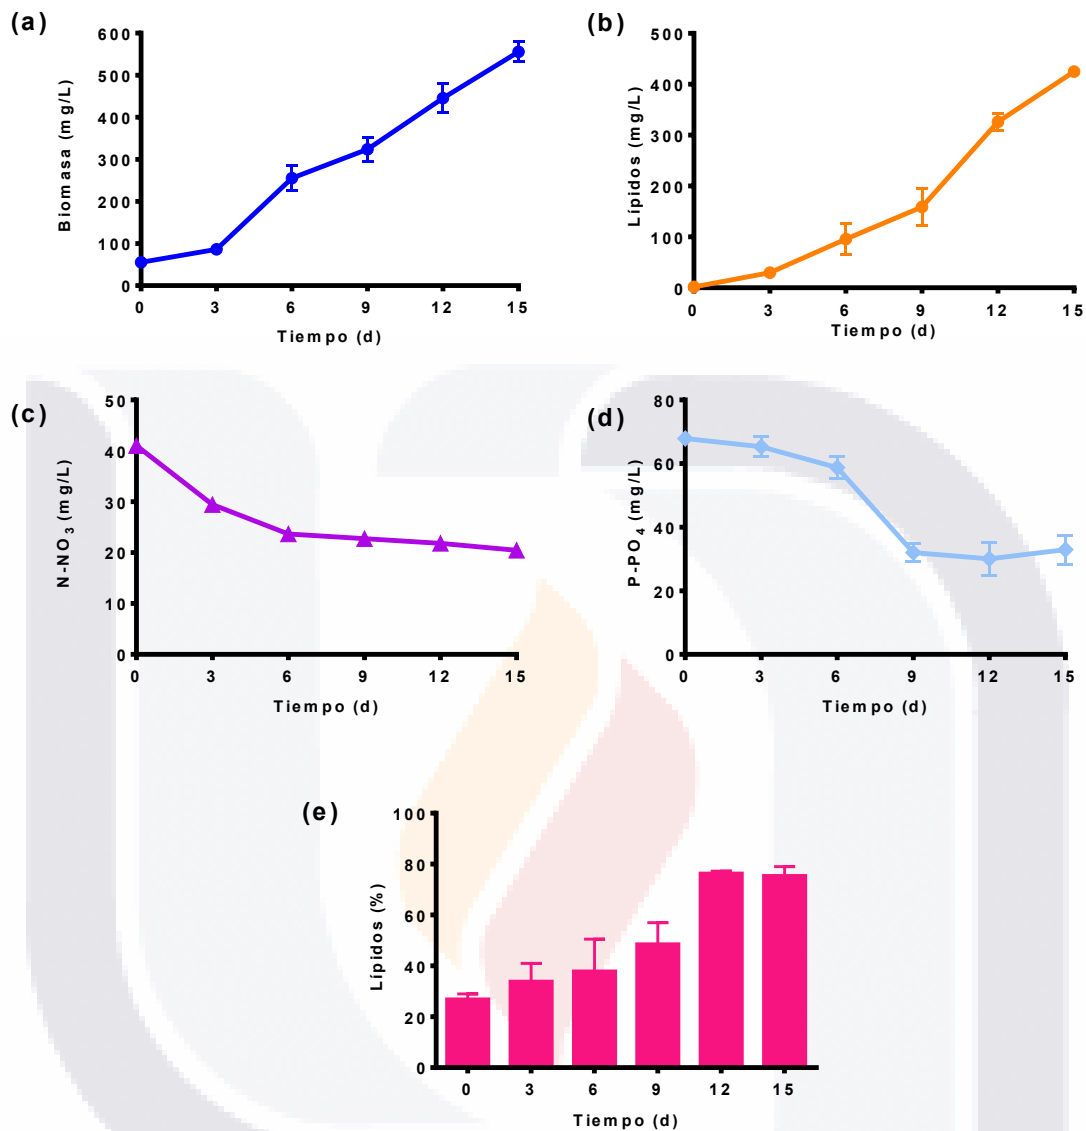 (a)
600
500
400
300
200
100
0
Biomasa (mg/L)
0 3 6 9 12 15
Tiempo (d)
(b)
500
400
300
200
100
0
Lípidos (mg/L)
0 3 6 9 12 15
Tiempo (d)
(c)
50
40
30
20
10
0
N-NO₃ (mg/L)
0 3 6 9 12 15
Tiempo (d)
(d)
80
60
40
20
0
P-PO₄ (mg/L)
0 3 6 9 12 15
Tiempo (d)
(e)
100
80
60
40
20
0
Lípidos (%)
0 3 6 9 12 15
Tiempo (d)